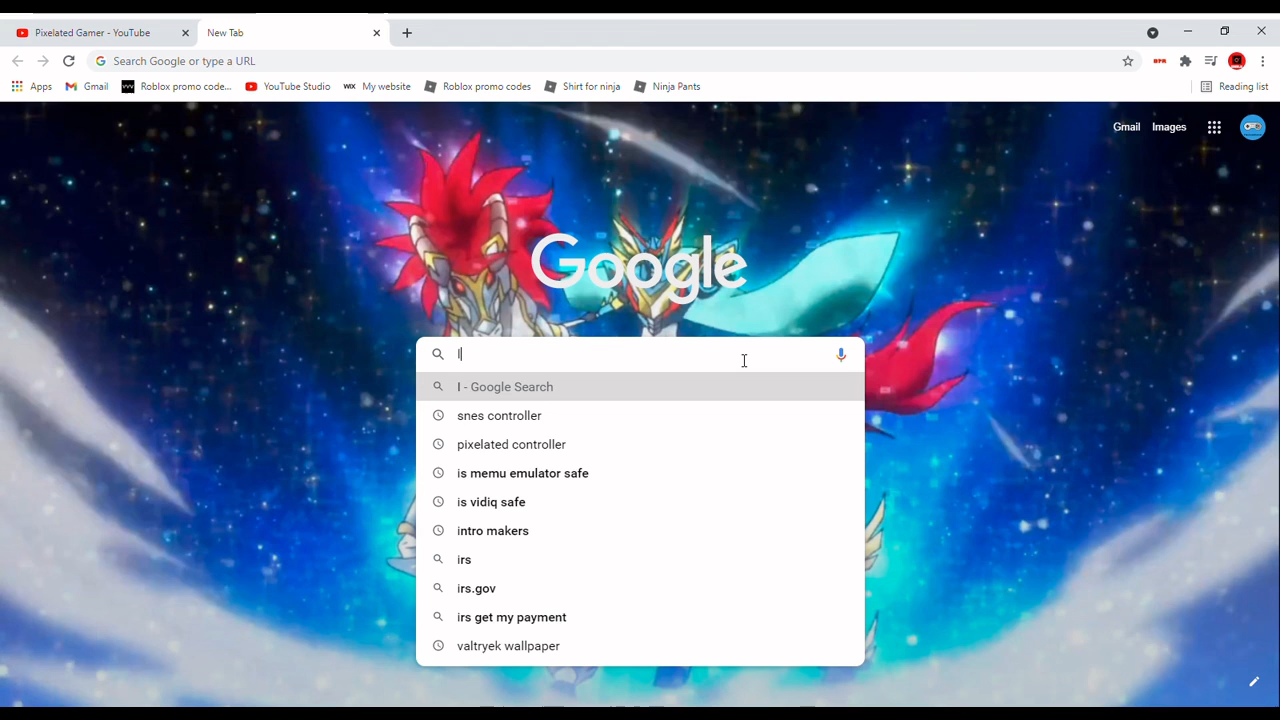 Pixelated Gamer - YouTube
New Tab
Search Google or type a URL
Apps
Gmail
Roblox promo code...
YouTube Studio
WIX My website
Roblox promo codes
Shirt for ninja
Ninja Pants
Reading list
Gmail
Images
Google
I
I - Google Search
snes controller
pixelated controller
is memu emulator safe
is vidiq safe
intro makers
irs
irs.gov
irs get my payment
valtryek wallpaper